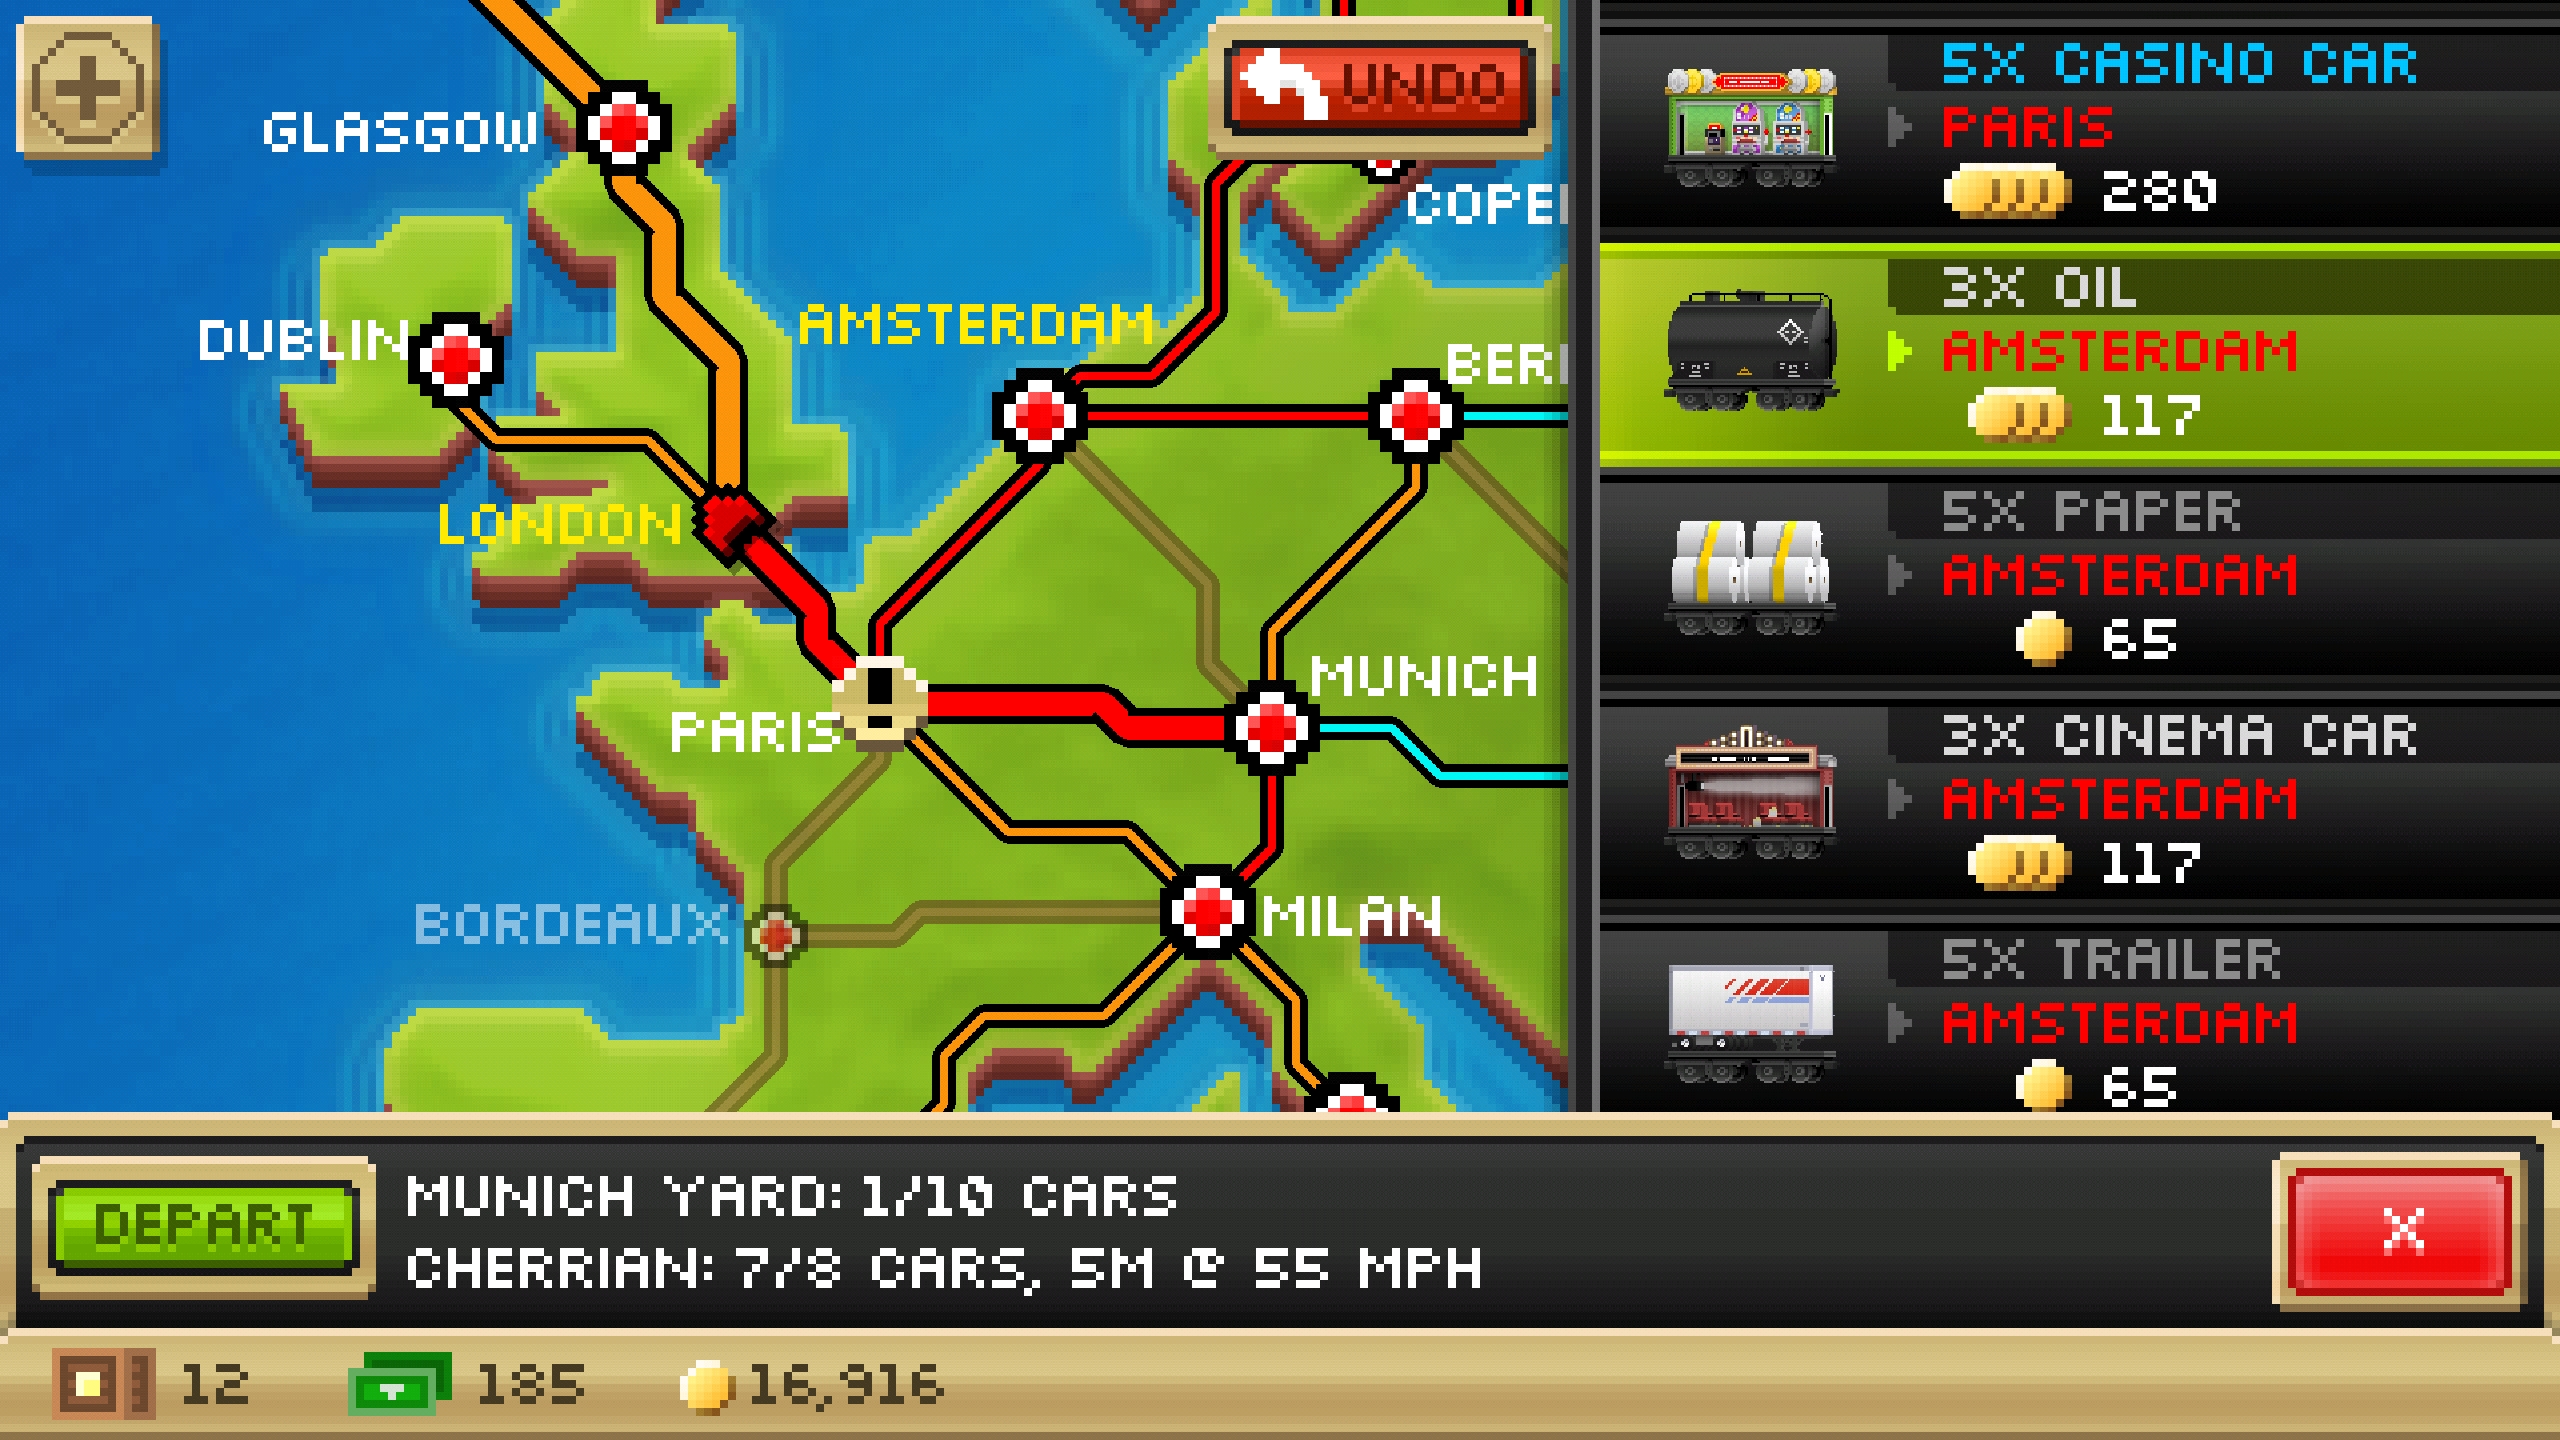 UNDO
GLASGOW
COPE
DUBLIN
AMSTERDAM
BER
LONDON
MUNICH
PARIS
BORDEAUX
MILAN
5X CASINO CAR
PARIS
280
3X OIL
AMSTERDAM
117
5X PAPER
AMSTERDAM
65
3X CINEMA CAR
AMSTERDAM
117
5X TRAILER
AMSTERDAM
65
DEPART
MUNICH YARD: 1/10 CARS
CHERRIAN: 7/8 CARS, 5M @ 55 MPH
X
12
185
16,916